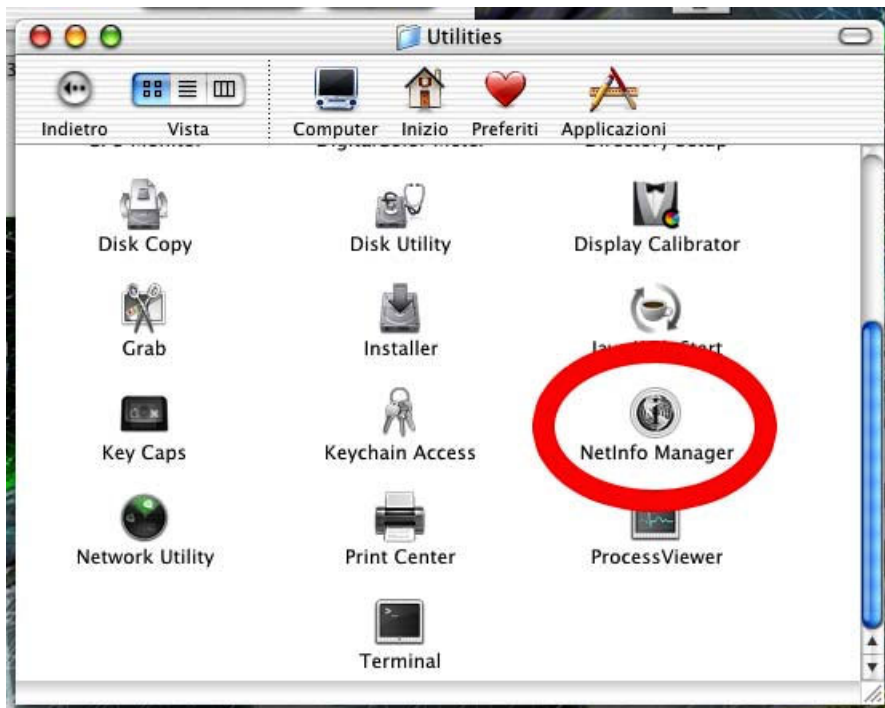 Utilities
Indietro Vista Computer Inizio Preferiti Applicazioni
Disk Copy Disk Utility Display Calibrator
Grab Installer
Key Caps Keychain Access NetInfo Manager
Network Utility Print Center ProcessViewer
Terminal